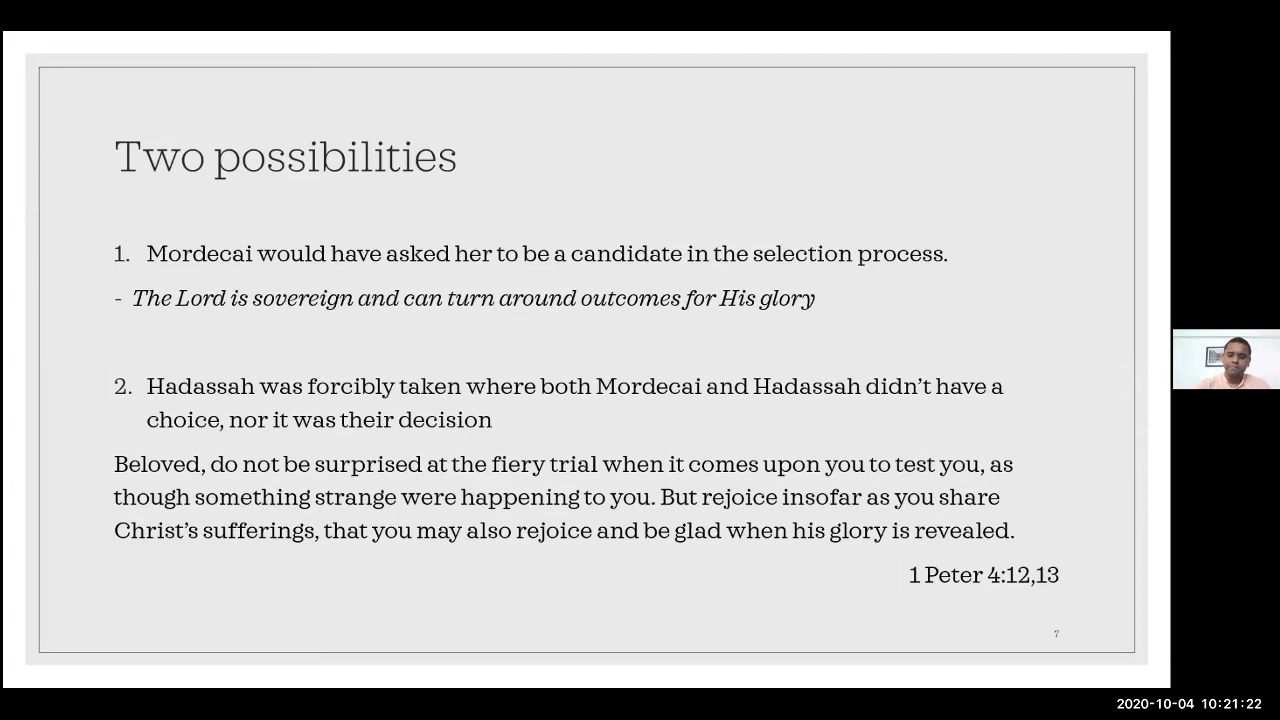 Two possibilities
1. Mordecai would have asked her to be a candidate in the selection process.
- The Lord is sovereign and can turn around outcomes for His glory
2. Hadassah was forcibly taken where both Mordecai and Hadassah didn’t have a
choice, nor it was their decision
Beloved, do not be surprised at the fiery trial when it comes upon you to test you, as
though something strange were happening to you. But rejoice insofar as you share
Christ’s sufferings, that you may also rejoice and be glad when his glory is revealed.
1 Peter 4:12,13
7
2020-10-04 10:21:22